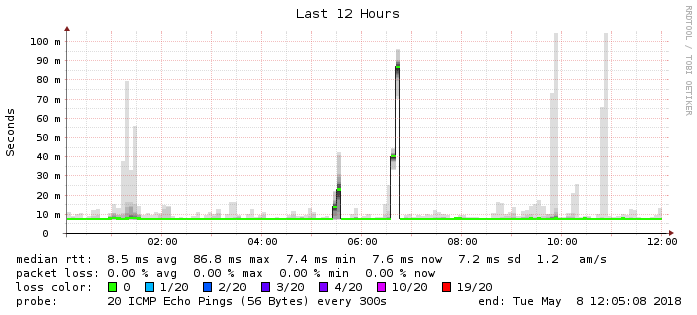 Last 12 Hours
RRDTOOL / TOBI OETIKER
Seconds
100 m
90 m
80 m
70 m
60 m
50 m
40 m
30 m
20 m
10 m
0
02:00 04:00 06:00 08:00 10:00 12:00
median rtt: 8.5 ms avg 86.8 ms max 7.4 ms min 7.6 ms now 7.2 ms sd 1.2 am/s
packet loss: 0.00 % avg 0.00 % max 0.00 % min 0.00 % now
loss color: 0 1/20 2/20 3/20 4/20 10/20 19/20
probe: 20 ICMP Echo Pings (56 Bytes) every 300s end: Tue May 8 12:05:08 2018